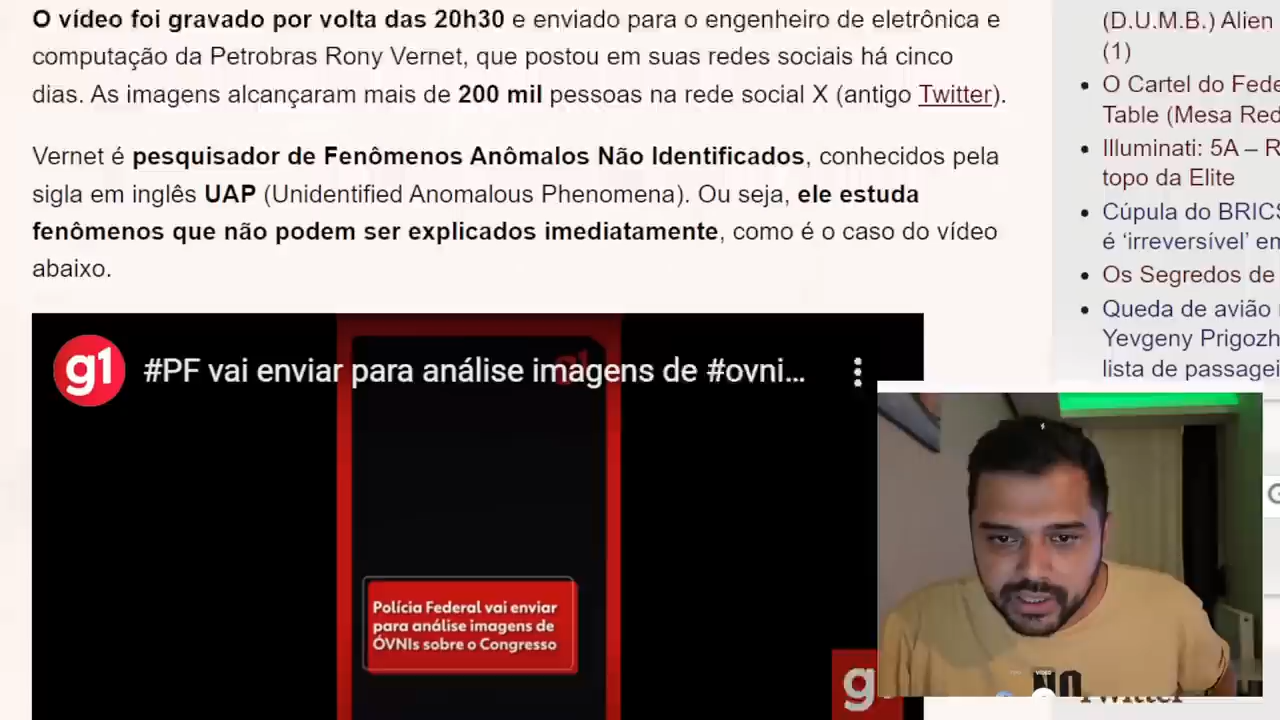 O vídeo foi gravado por volta das 20h30 e enviado para o engenheiro de eletrônica e
computação da Petrobras Rony Vernet, que postou em suas redes sociais há cinco
dias. As imagens alcançaram mais de 200 mil pessoas na rede social X (antigo Twitter).
Vernet é pesquisador de Fenômenos Anômalos Não Identificados, conhecidos pela
sigla em inglês UAP (Unidentified Anomalous Phenomena). Ou seja, ele estuda
fenômenos que não podem ser explicados imediatamente, como é o caso do vídeo
abaixo.
g1 #PF vai enviar para análise imagens de #ovni...
Polícia Federal vai enviar
para análise imagens de
ÓVNIs sobre o Congresso
g
(D.U.M.B.) Alien
(1)
O Cartel do Fede
Table (Mesa Red
Illuminati: 5A – R
topo da Elite
Cúpula do BRICS
é ‘irreversível’ em
Os Segredos de
Queda de avião
Yevgeny Prigozh
lista de passagei
Twitter